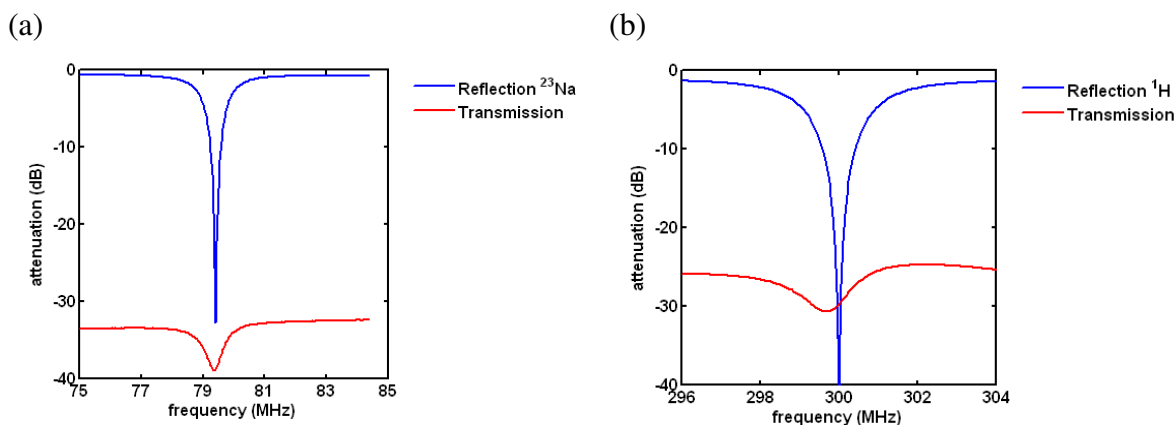 (a)
0
-10
-20
-30
-40
75
77
79
81
83
85
attenuation (dB)
frequency (MHz)
Reflection ²³Na
Transmission
(b)
0
-10
-20
-30
-40
296
298
300
302
304
attenuation (dB)
frequency (MHz)
Reflection ¹H
Transmission